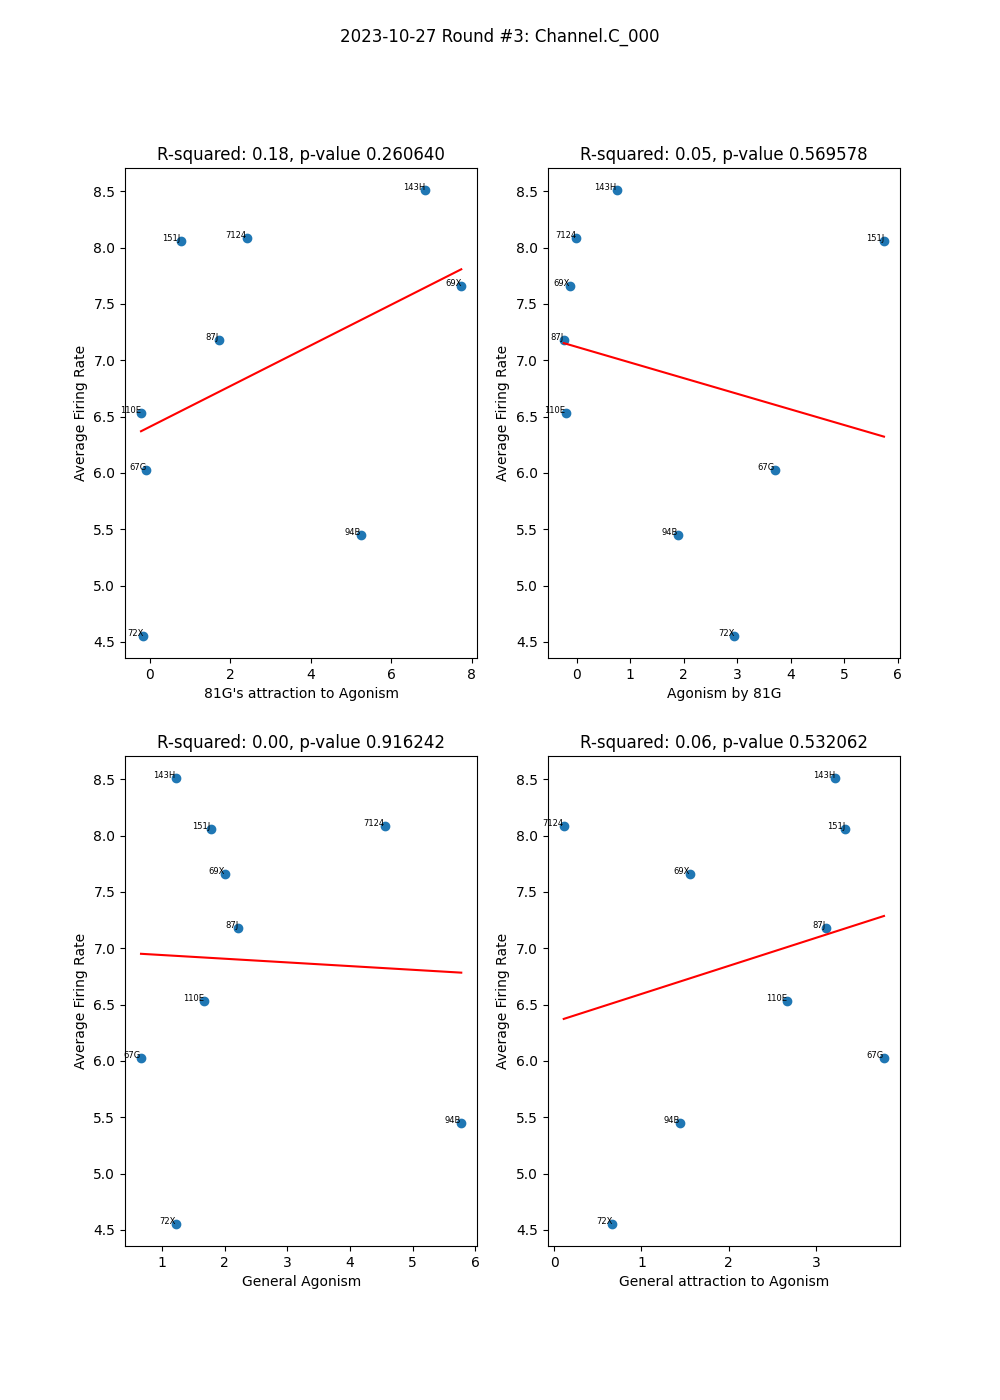 2023-10-27 Round #3: Channel.C_000
R-squared: 0.18, p-value 0.260640
R-squared: 0.05, p-value 0.569578
8.5
8.0
7.5
7.0
6.5
6.0
5.5
5.0
4.5
Average Firing Rate
143H
151J
7124
69X
87J
110E
67G
94B
72X
0
2
4
6
8
81G's attraction to Agonism
8.5
8.0
7.5
7.0
6.5
6.0
5.5
5.0
4.5
Average Firing Rate
143H
7124
151J
69X
87J
110E
67G
94B
72X
0
1
2
3
4
5
6
Agonism by 81G
R-squared: 0.00, p-value 0.916242
R-squared: 0.06, p-value 0.532062
8.5
8.0
7.5
7.0
6.5
6.0
5.5
5.0
4.5
Average Firing Rate
143H
151J
7124
69X
87J
110E
67G
94B
72X
1
2
3
4
5
6
General Agonism
8.5
8.0
7.5
7.0
6.5
6.0
5.5
5.0
4.5
Average Firing Rate
143H
7124
151J
69X
87J
110E
67G
94B
72X
0
1
2
3
General attraction to Agonism